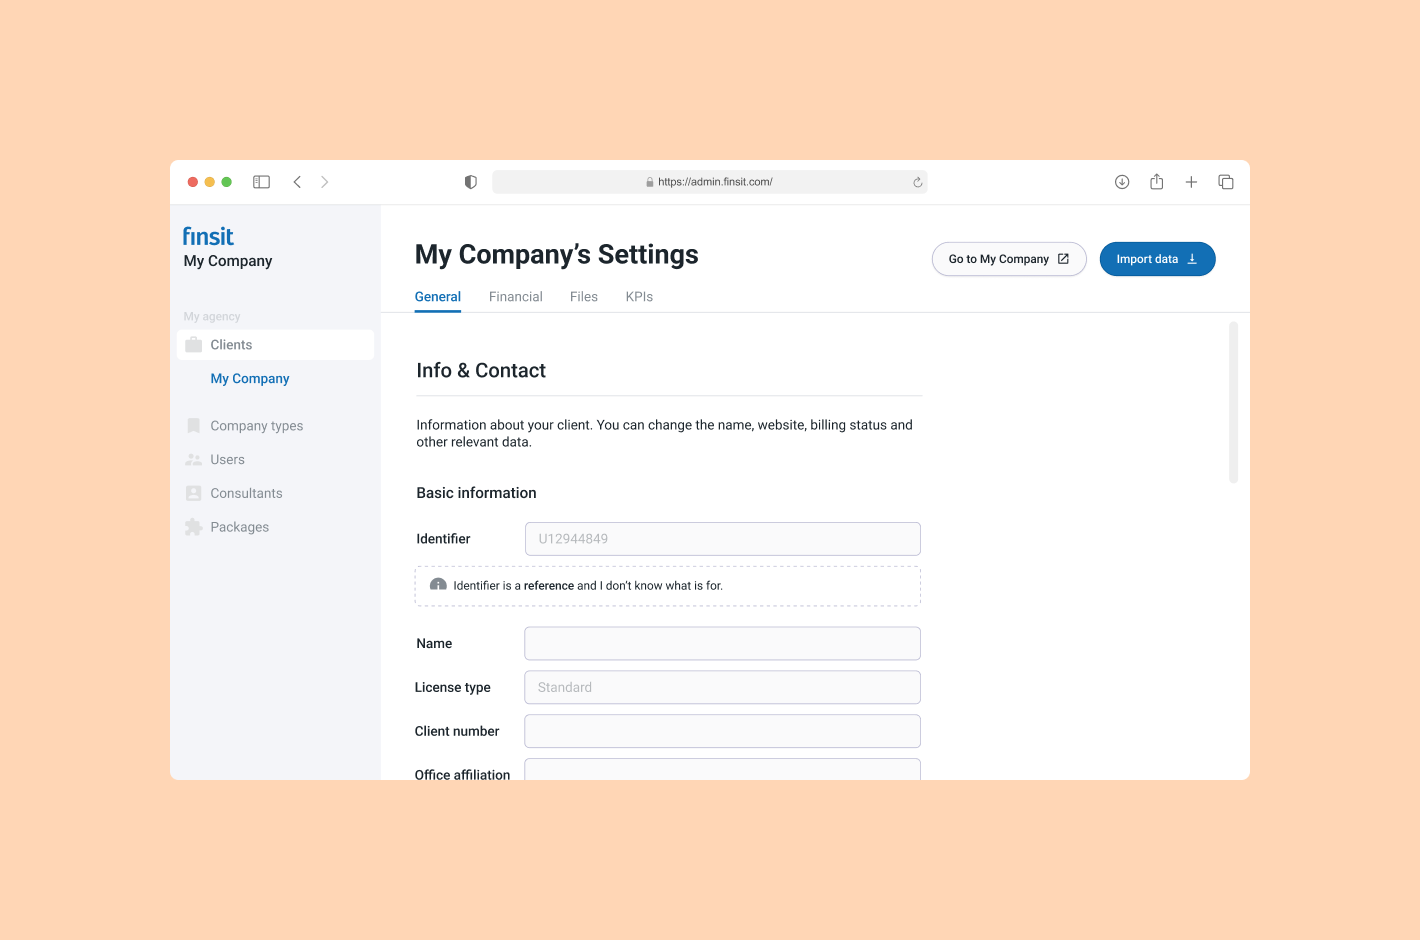 https://admin.finsit.com/
finsit
My Company
My agency
Clients
My Company
Company types
Users
Consultants
Packages
My Company’s Settings
Go to My Company
Import data
General
Financial
Files
KPIs
Info & Contact
Information about your client. You can change the name, website, billing status and
other relevant data.
Basic information
Identifier
U12944849
Identifier is a reference and I don’t know what is for.
Name
License type
Standard
Client number
Office affiliation